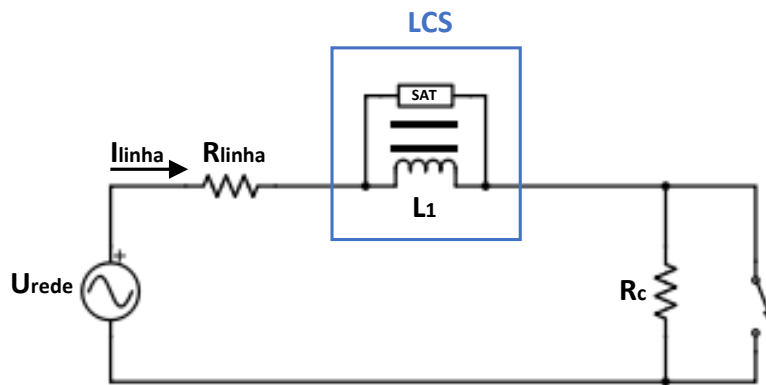 LCS
SAT
Ilinha
Rlinha
L1
+
Urede
Rc